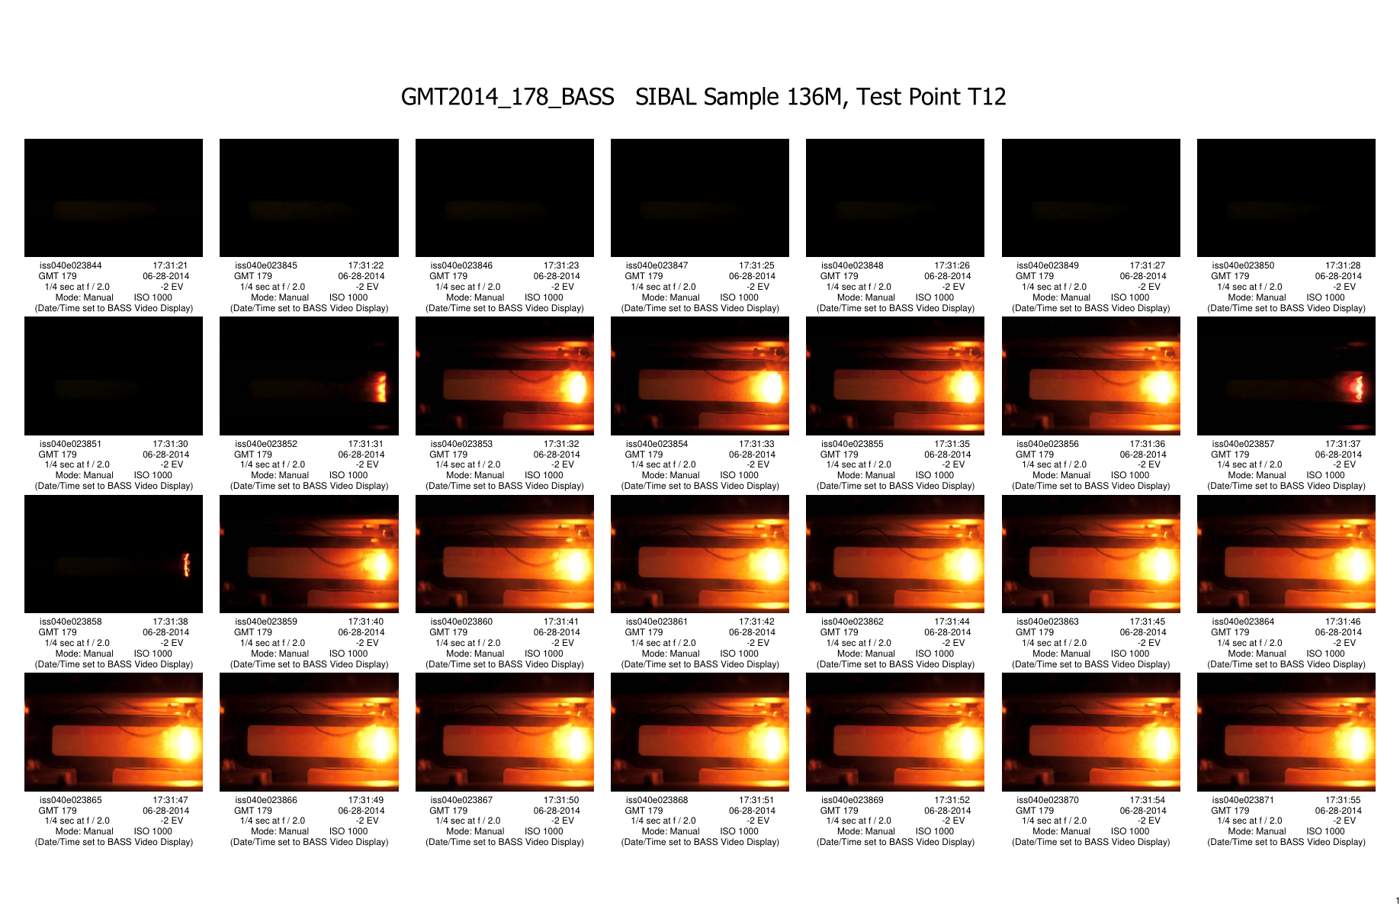 GMT2014_178_BASS SIBAL Sample 136M, Test Point T12
iss040e023844 17:31:21
GMT 179 06-28-2014
1/4 sec at f / 2.0 -2 EV
Mode: Manual ISO 1000
(Date/Time set to BASS Video Display)
iss040e023845 17:31:22
GMT 179 06-28-2014
1/4 sec at f / 2.0 -2 EV
Mode: Manual ISO 1000
(Date/Time set to BASS Video Display)
iss040e023846 17:31:23
GMT 179 06-28-2014
1/4 sec at f / 2.0 -2 EV
Mode: Manual ISO 1000
(Date/Time set to BASS Video Display)
iss040e023847 17:31:25
GMT 179 06-28-2014
1/4 sec at f / 2.0 -2 EV
Mode: Manual ISO 1000
(Date/Time set to BASS Video Display)
iss040e023848 17:31:26
GMT 179 06-28-2014
1/4 sec at f / 2.0 -2 EV
Mode: Manual ISO 1000
(Date/Time set to BASS Video Display)
iss040e023849 17:31:27
GMT 179 06-28-2014
1/4 sec at f / 2.0 -2 EV
Mode: Manual ISO 1000
(Date/Time set to BASS Video Display)
iss040e023850 17:31:28
GMT 179 06-28-2014
1/4 sec at f / 2.0 -2 EV
Mode: Manual ISO 1000
(Date/Time set to BASS Video Display)
iss040e023851 17:31:30
GMT 179 06-28-2014
1/4 sec at f / 2.0 -2 EV
Mode: Manual ISO 1000
(Date/Time set to BASS Video Display)
iss040e023852 17:31:31
GMT 179 06-28-2014
1/4 sec at f / 2.0 -2 EV
Mode: Manual ISO 1000
(Date/Time set to BASS Video Display)
iss040e023853 17:31:32
GMT 179 06-28-2014
1/4 sec at f / 2.0 -2 EV
Mode: Manual ISO 1000
(Date/Time set to BASS Video Display)
iss040e023854 17:31:33
GMT 179 06-28-2014
1/4 sec at f / 2.0 -2 EV
Mode: Manual ISO 1000
(Date/Time set to BASS Video Display)
iss040e023855 17:31:35
GMT 179 06-28-2014
1/4 sec at f / 2.0 -2 EV
Mode: Manual ISO 1000
(Date/Time set to BASS Video Display)
iss040e023856 17:31:36
GMT 179 06-28-2014
1/4 sec at f / 2.0 -2 EV
Mode: Manual ISO 1000
(Date/Time set to BASS Video Display)
iss040e023857 17:31:37
GMT 179 06-28-2014
1/4 sec at f / 2.0 -2 EV
Mode: Manual ISO 1000
(Date/Time set to BASS Video Display)
iss040e023858 17:31:38
GMT 179 06-28-2014
1/4 sec at f / 2.0 -2 EV
Mode: Manual ISO 1000
(Date/Time set to BASS Video Display)
iss040e023859 17:31:40
GMT 179 06-28-2014
1/4 sec at f / 2.0 -2 EV
Mode: Manual ISO 1000
(Date/Time set to BASS Video Display)
iss040e023860 17:31:41
GMT 179 06-28-2014
1/4 sec at f / 2.0 -2 EV
Mode: Manual ISO 1000
(Date/Time set to BASS Video Display)
iss040e023861 17:31:42
GMT 179 06-28-2014
1/4 sec at f / 2.0 -2 EV
Mode: Manual ISO 1000
(Date/Time set to BASS Video Display)
iss040e023862 17:31:44
GMT 179 06-28-2014
1/4 sec at f / 2.0 -2 EV
Mode: Manual ISO 1000
(Date/Time set to BASS Video Display)
iss040e023863 17:31:45
GMT 179 06-28-2014
1/4 sec at f / 2.0 -2 EV
Mode: Manual ISO 1000
(Date/Time set to BASS Video Display)
iss040e023864 17:31:46
GMT 179 06-28-2014
1/4 sec at f / 2.0 -2 EV
Mode: Manual ISO 1000
(Date/Time set to BASS Video Display)
iss040e023865 17:31:47
GMT 179 06-28-2014
1/4 sec at f / 2.0 -2 EV
Mode: Manual ISO 1000
(Date/Time set to BASS Video Display)
iss040e023866 17:31:49
GMT 179 06-28-2014
1/4 sec at f / 2.0 -2 EV
Mode: Manual ISO 1000
(Date/Time set to BASS Video Display)
iss040e023867 17:31:50
GMT 179 06-28-2014
1/4 sec at f / 2.0 -2 EV
Mode: Manual ISO 1000
(Date/Time set to BASS Video Display)
iss040e023868 17:31:51
GMT 179 06-28-2014
1/4 sec at f / 2.0 -2 EV
Mode: Manual ISO 1000
(Date/Time set to BASS Video Display)
iss040e023869 17:31:52
GMT 179 06-28-2014
1/4 sec at f / 2.0 -2 EV
Mode: Manual ISO 1000
(Date/Time set to BASS Video Display)
iss040e023870 17:31:54
GMT 179 06-28-2014
1/4 sec at f / 2.0 -2 EV
Mode: Manual ISO 1000
(Date/Time set to BASS Video Display)
iss040e023871 17:31:55
GMT 179 06-28-2014
1/4 sec at f / 2.0 -2 EV
Mode: Manual ISO 1000
(Date/Time set to BASS Video Display)